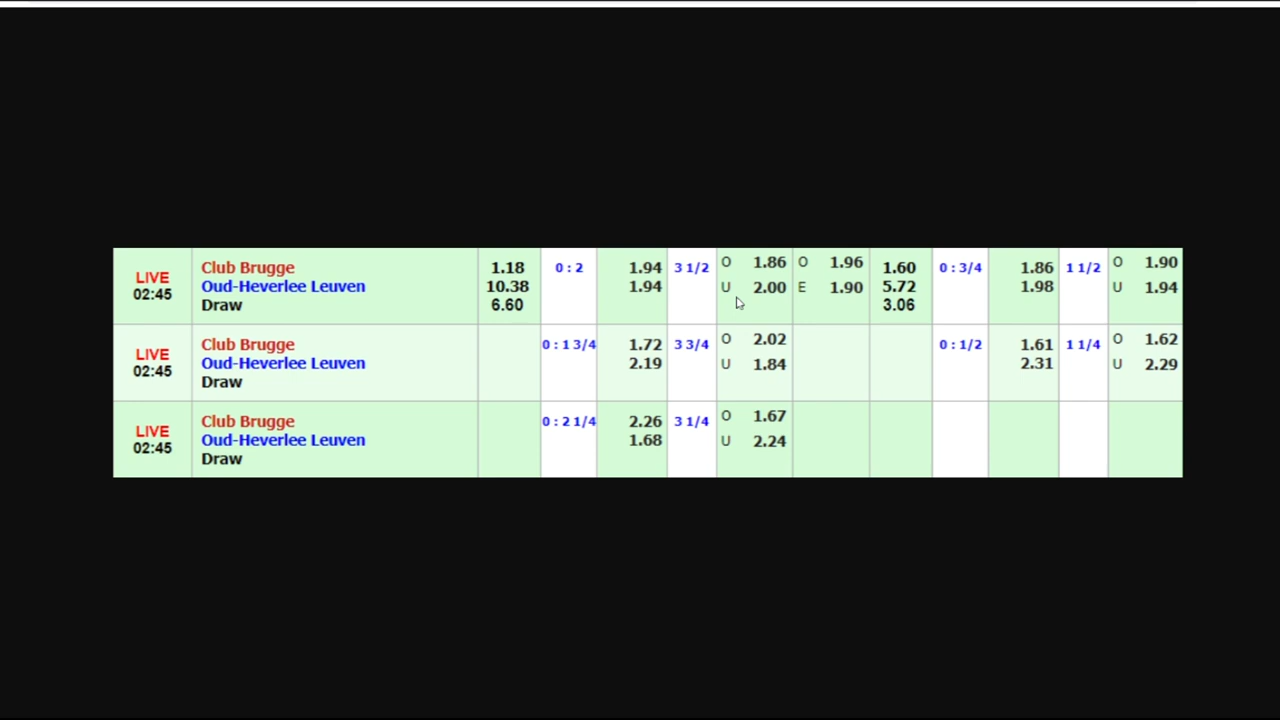 LIVE
02:45
Club Brugge
Oud-Heverlee Leuven
Draw
1.18
10.38
6.60
0 : 2
1.94
1.94
3 1/2
O 1.86
U 2.00
O 1.96
E 1.90
1.60
5.72
3.06
0 : 3/4
1.86
1.98
1 1/2
O 1.90
U 1.94
LIVE
02:45
Club Brugge
Oud-Heverlee Leuven
Draw
0 : 1 3/4
1.72
2.19
3 3/4
O 2.02
U 1.84
0 : 1/2
1.61
2.31
1 1/4
O 1.62
U 2.29
LIVE
02:45
Club Brugge
Oud-Heverlee Leuven
Draw
0 : 2 1/4
2.26
1.68
3 1/4
O 1.67
U 2.24